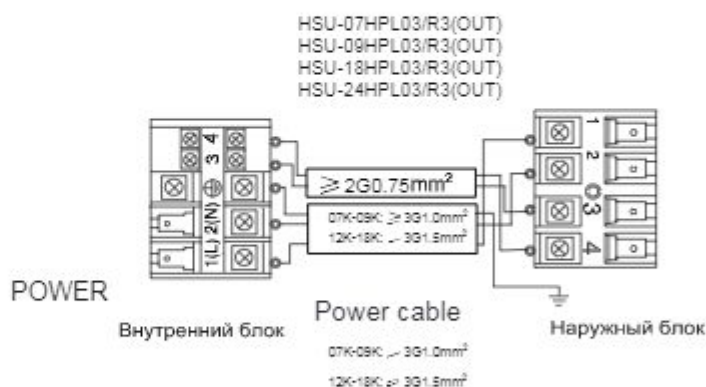 HSU-07HPL03/R3(OUT)
HSU-09HPL03/R3(OUT)
HSU-18HPL03/R3(OUT)
HSU-24HPL03/R3(OUT)
1(L) 2(N) 3 4
1
2
3
4
≥ 2G0.75mm²
07K-09K: ≥ 3G1.0mm²
12K-18K: 3G1.5mm²
POWER
Внутренний блок
Power cable
Наружный блок
07K-09K: 3G1.0mm²
12K-18K: 3G1.5mm²